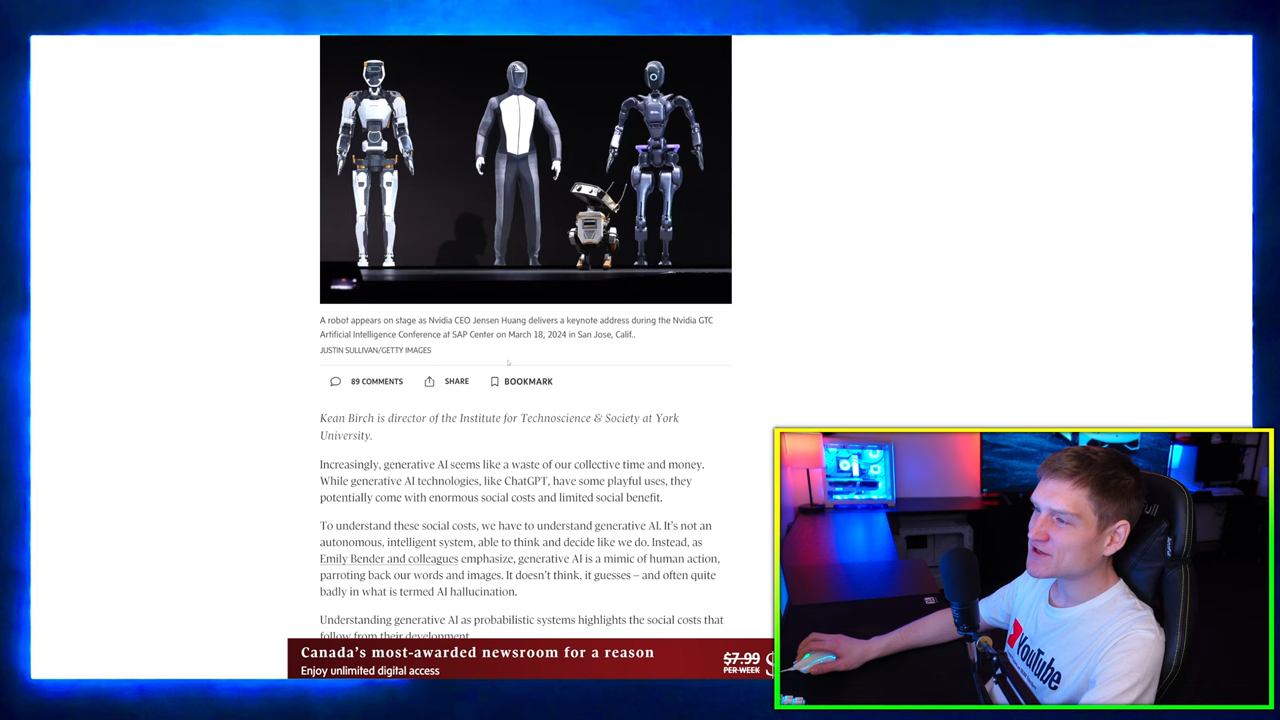 A robot appears on stage as Nvidia CEO Jensen Huang delivers a keynote address during the Nvidia GTC
Artificial Intelligence Conference at SAP Center on March 18, 2024 in San Jose, Calif..
JUSTIN SULLIVAN/GETTY IMAGES
89 COMMENTS SHARE BOOKMARK
Kean Birch is director of the Institute for Technoscience & Society at York
University.
Increasingly, generative AI seems like a waste of our collective time and money.
While generative AI technologies, like ChatGPT, have some playful uses, they
potentially come with enormous social costs and limited social benefit.
To understand these social costs, we have to understand generative AI. It's not an
autonomous, intelligent system, able to think and decide like we do. Instead, as
Emily Bender and colleagues emphasize, generative AI is a mimic of human action,
parroting back our words and images. It doesn't think, it guesses – and often quite
badly in what is termed AI hallucination.
Understanding generative AI as probabilistic systems highlights the social costs that
follow from their development.
Canada's most-awarded newsroom for a reason
Enjoy unlimited digital access
$7.99
PER WEEK
$
YouTube